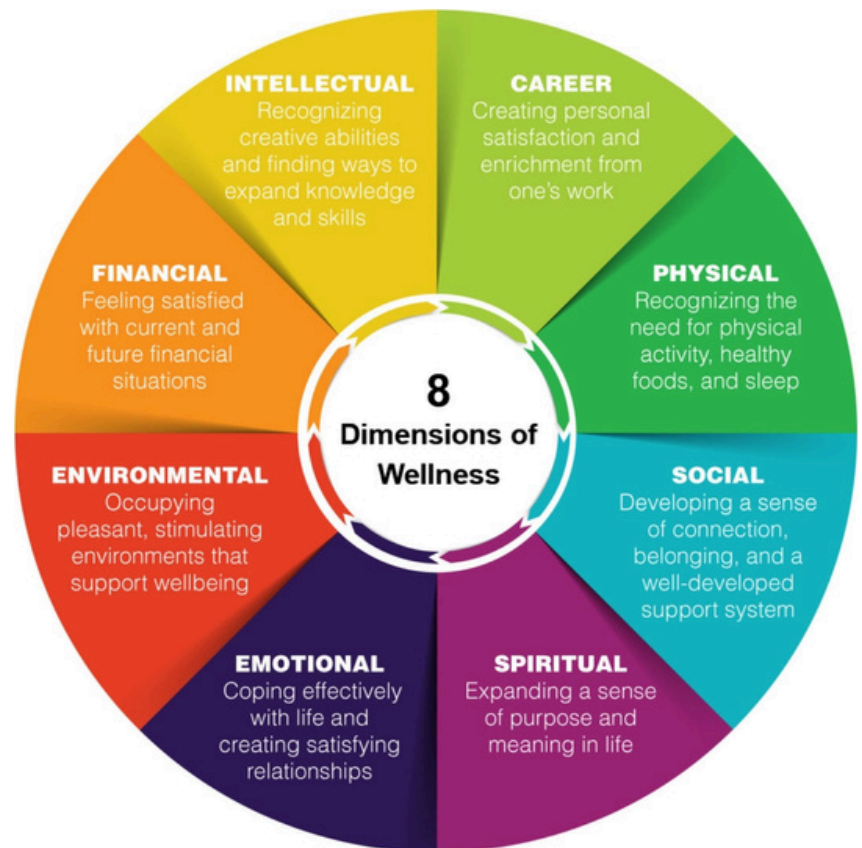 INTELLECTUAL
Recognizing
creative abilities
and finding ways to
expand knowledge
and skills
CAREER
Creating personal
satisfaction and
enrichment from
one's work
FINANCIAL
Feeling satisfied
with current and
future financial
situations
PHYSICAL
Recognizing the
need for physical
activity, healthy
foods, and sleep
8
Dimensions of
Wellness
ENVIRONMENTAL
Occupying
pleasant, stimulating
environments that
support wellbeing
SOCIAL
Developing a sense
of connection,
belonging, and a
well-developed
support system
EMOTIONAL
Coping effectively
with life and
creating satisfying
relationships
SPIRITUAL
Expanding a sense
of purpose and
meaning in life